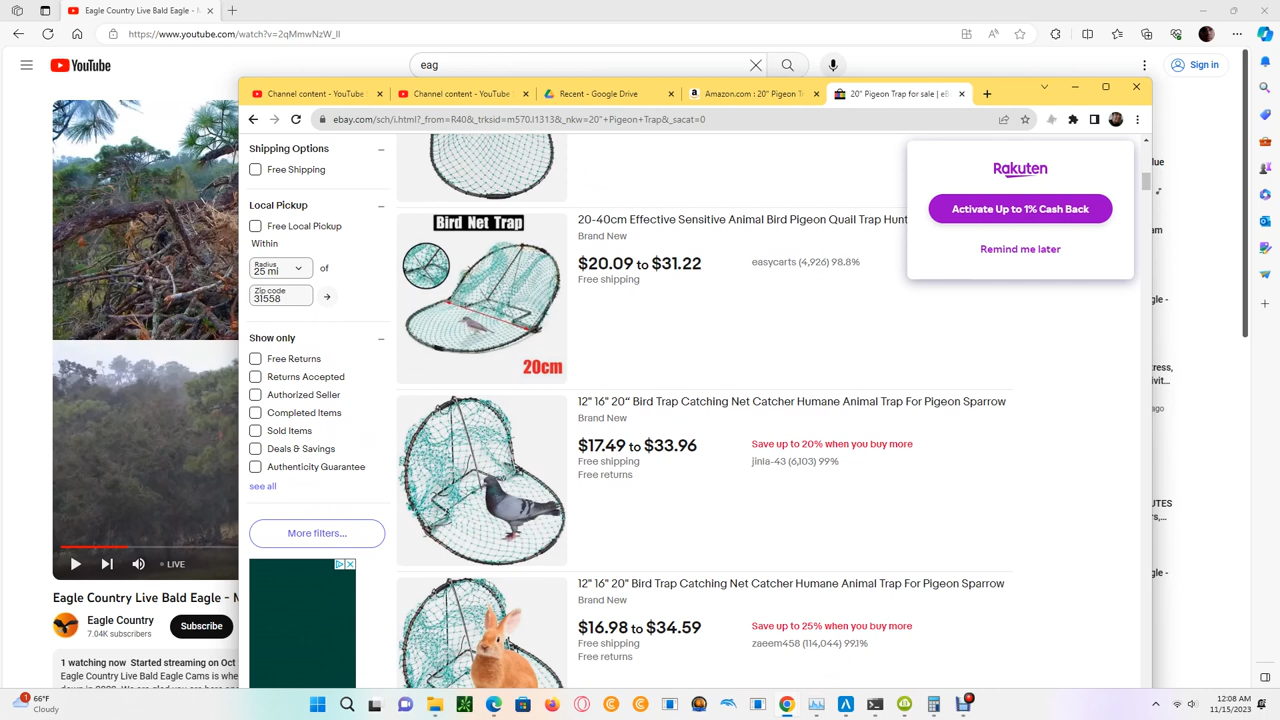 Eagle Country Live Bald Eagle - M
https://www.youtube.com/watch?v=2qMmwNzW_II
YouTube
eag
Sign in
Channel content - YouTube
Channel content - YouTube
Recent - Google Drive
Amazon.com : 20" Pigeon Tr
20" Pigeon Trap for sale | eB
ebay.com/sch/i.html?_from=R40&_trksid=m570.l1313&_nkw=20"+Pigeon+Trap&_sacat=0
Shipping Options
Free Shipping
Local Pickup
Free Local Pickup
Within
Radius
25 mi
of
Zip code
31558
Show only
Free Returns
Returns Accepted
Authorized Seller
Completed Items
Sold Items
Deals & Savings
Authenticity Guarantee
see all
More filters...
Bird Net Trap
20cm
20-40cm Effective Sensitive Animal Bird Pigeon Quail Trap Hunt
Brand New
$20.09 to $31.22
Free shipping
easycarts (4,926) 98.8%
12" 16" 20“ Bird Trap Catching Net Catcher Humane Animal Trap For Pigeon Sparrow
Brand New
$17.49 to $33.96
Free shipping
Free returns
Save up to 20% when you buy more
jinla-43 (6,103) 99%
12" 16" 20" Bird Trap Catching Net Catcher Humane Animal Trap For Pigeon Sparrow
Brand New
$16.98 to $34.59
Free shipping
Free returns
Save up to 25% when you buy more
zaeem458 (114,044) 99.1%
Rakuten
Activate Up to 1% Cash Back
Remind me later
LIVE
Eagle Country Live Bald Eagle - N
Eagle Country
7.04K subscribers
Subscribe
1 watching now Started streaming on Oct
Eagle Country Live Bald Eagle Cams is whe
66°F
Cloudy
12:08 AM
11/15/2023